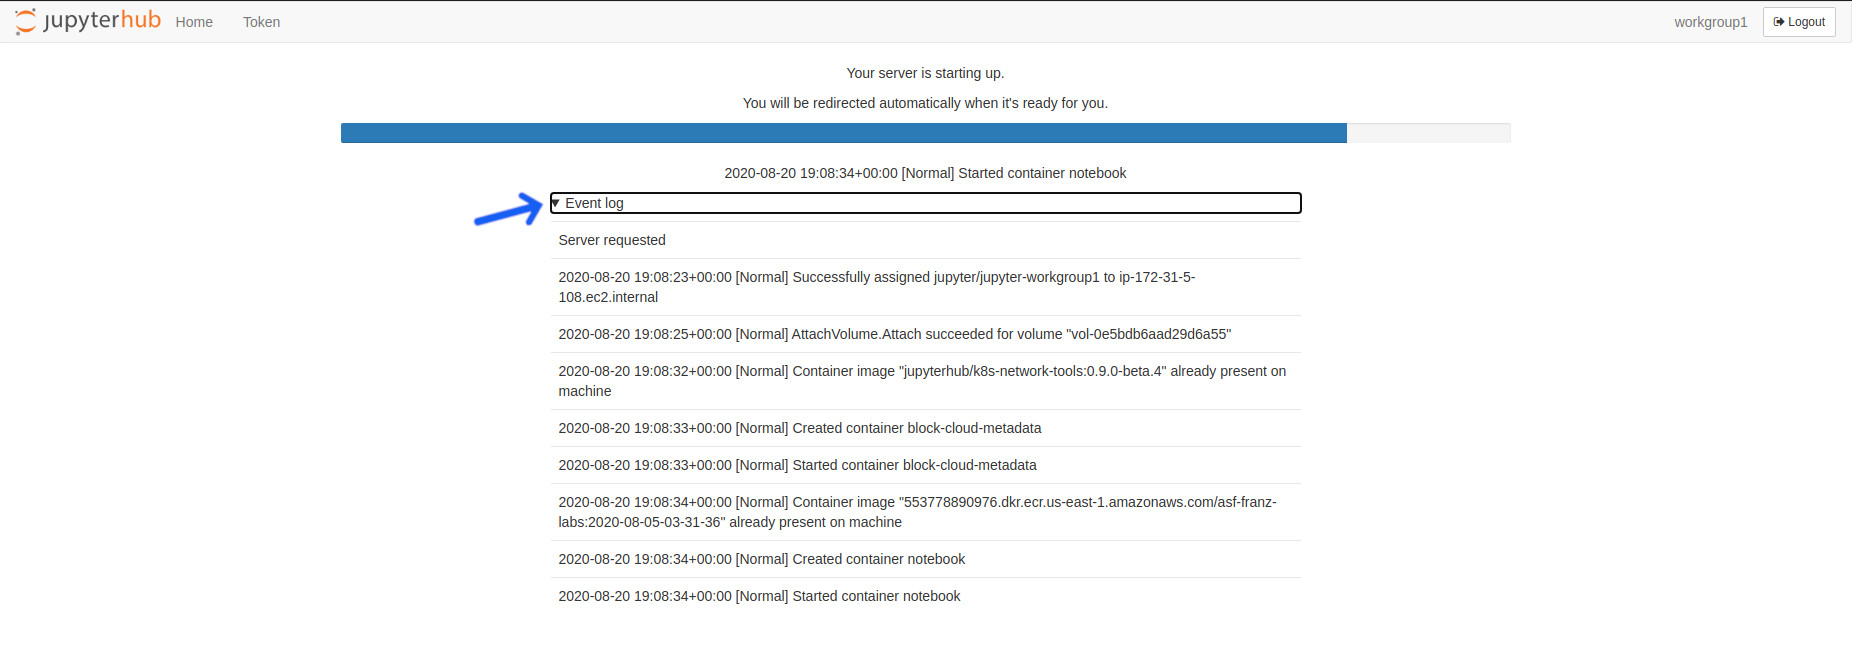 jupyterhub Home Token workgroup1 Logout
Your server is starting up.
You will be redirected automatically when it's ready for you.
2020-08-20 19:08:34+00:00 [Normal] Started container notebook
Event log
Server requested
2020-08-20 19:08:23+00:00 [Normal] Successfully assigned jupyter/jupyter-workgroup1 to ip-172-31-5-
108.ec2.internal
2020-08-20 19:08:25+00:00 [Normal] AttachVolume.Attach succeeded for volume "vol-0e5bdb6aad29d6a55"
2020-08-20 19:08:32+00:00 [Normal] Container image "jupyterhub/k8s-network-tools:0.9.0-beta.4" already present on
machine
2020-08-20 19:08:33+00:00 [Normal] Created container block-cloud-metadata
2020-08-20 19:08:33+00:00 [Normal] Started container block-cloud-metadata
2020-08-20 19:08:34+00:00 [Normal] Container image "553778890976.dkr.ecr.us-east-1.amazonaws.com/asf-franz-
labs:2020-08-05-03-31-36" already present on machine
2020-08-20 19:08:34+00:00 [Normal] Created container notebook
2020-08-20 19:08:34+00:00 [Normal] Started container notebook